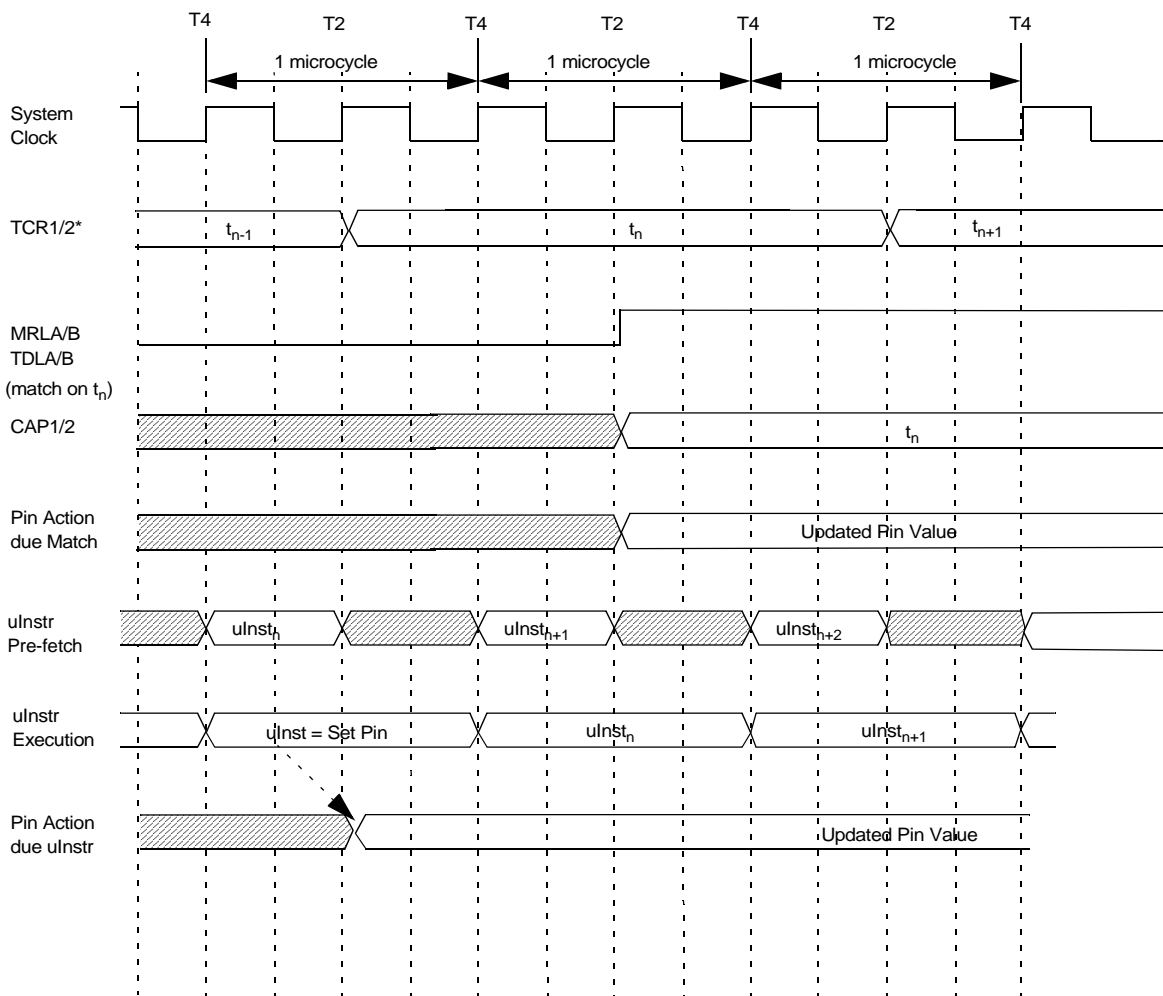 T4 T2 T4 T2 T4 T2 T4
1 microcycle 1 microcycle 1 microcycle
System
Clock
TCR1/2* tn-1 tn tn+1
MRLA/B
TDLA/B
(match on tn)
CAP1/2 tn
Pin Action
due Match Updated Pin Value
uInstr
Pre-fetch uInstn uInstn+1 uInstn+2
uInstr
Execution uInst = Set Pin uInstn uInstn+1
Pin Action
due uInstr Updated Pin Value